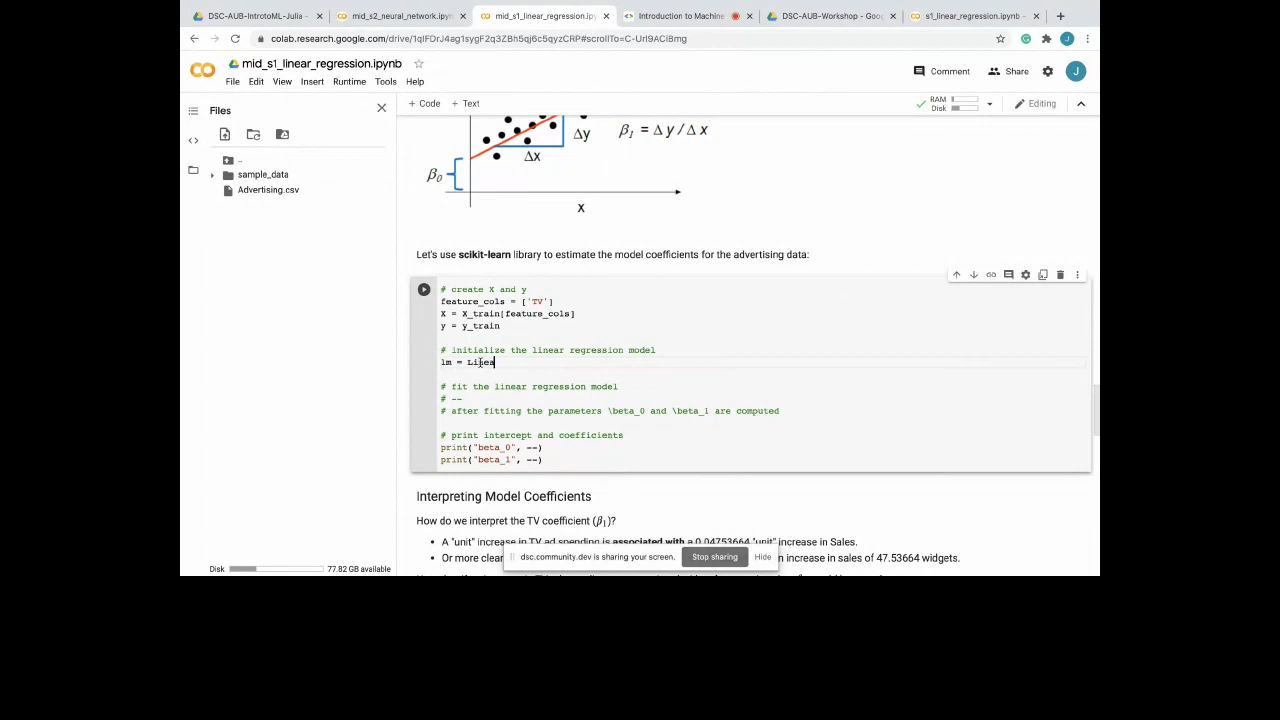 DSC-AUB-IntrotoML-Julia –
mid_s2_neural_network.ipyn
mid_s1_linear_regression.ip
Introduction to Machine
DSC-AUB-Workshop - Goog
s1_linear_regression.ipynb -
colab.research.google.com/drive/
#scrollTo=
mid_s1_linear_regression.ipynb
Comment
Share
J
File Edit View Insert Runtime Tools Help
Files
+ Code + Text
RAM
Disk
Editing
..
sample_data
Advertising.csv
Δy
β1 = Δy / Δx
Δx
β0
x
Let's use scikit-learn library to estimate the model coefficients for the advertising data:
# create X and y
feature_cols = ['TV']
X = X_train[feature_cols]
y = y_train
# initialize the linear regression model
lm = Linea
# fit the linear regression model
# --
# after fitting the parameters \beta_0 and \beta_1 are computed
# print intercept and coefficients
print("beta_0", --)
print("beta_1", --)
Interpreting Model Coefficients
How do we interpret the TV coefficient (β1)?
• A "unit" increase in TV ad spending is associated with a 0.04753664 "unit" increase in Sales.
• Or more clear
n increase in sales of 47.53664 widgets.
dsc.community.dev is sharing your screen.
Stop sharing
Hide
Disk
77.82 GB available